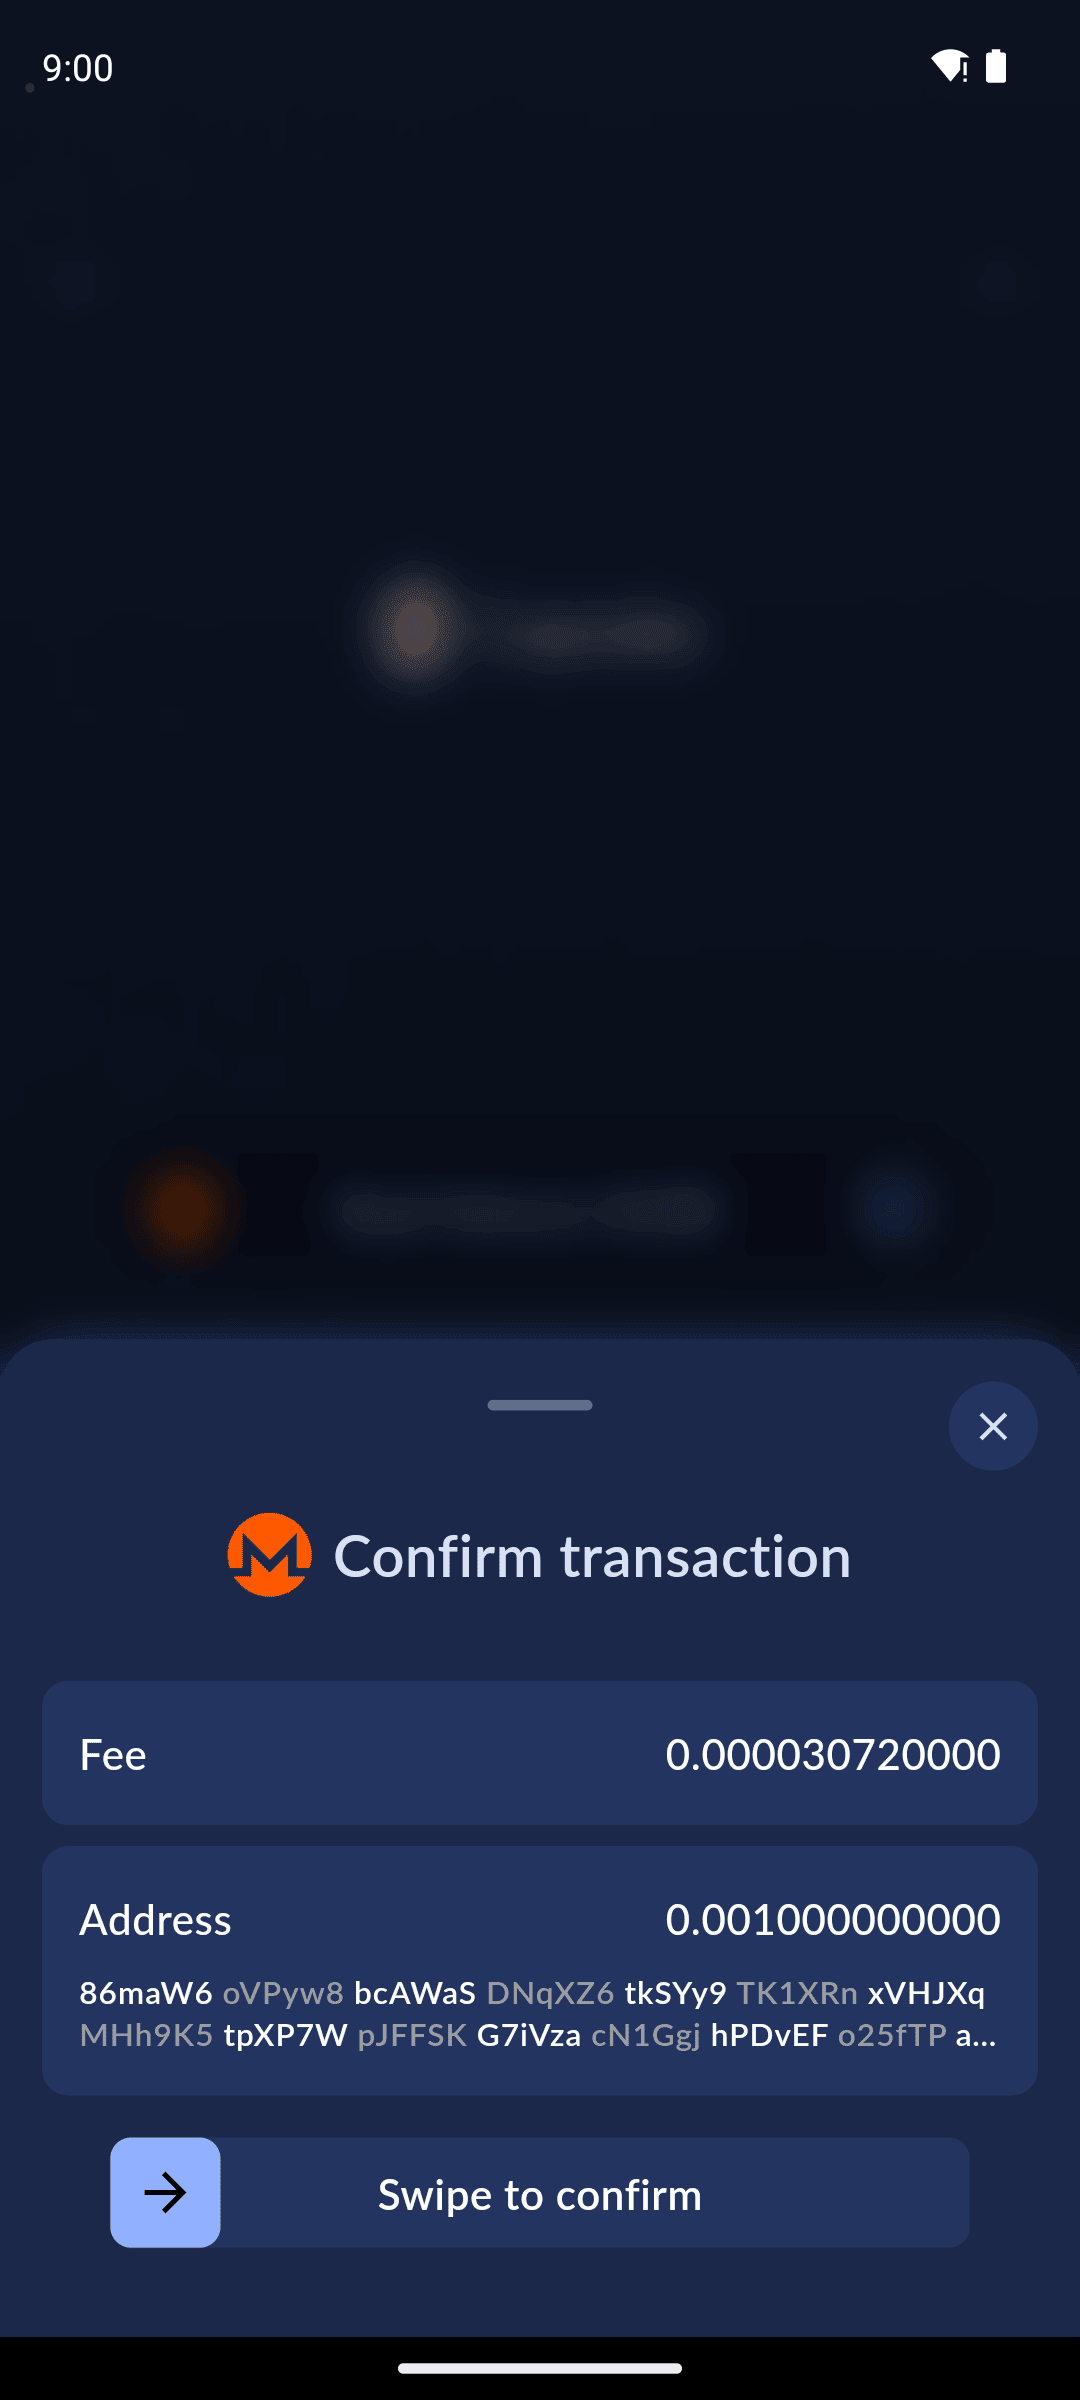 9:00
Confirm transaction
Fee 0.000030720000
Address 0.001000000000
86maW6 oVPyw8 bcAWaS DNqXZ6 tkSYy9 TK1XRn xVHJXq
MHh9K5 tpXP7W pJFFSK G7iVza cN1Ggj hPDvEF o25fTP a...
Swipe to confirm